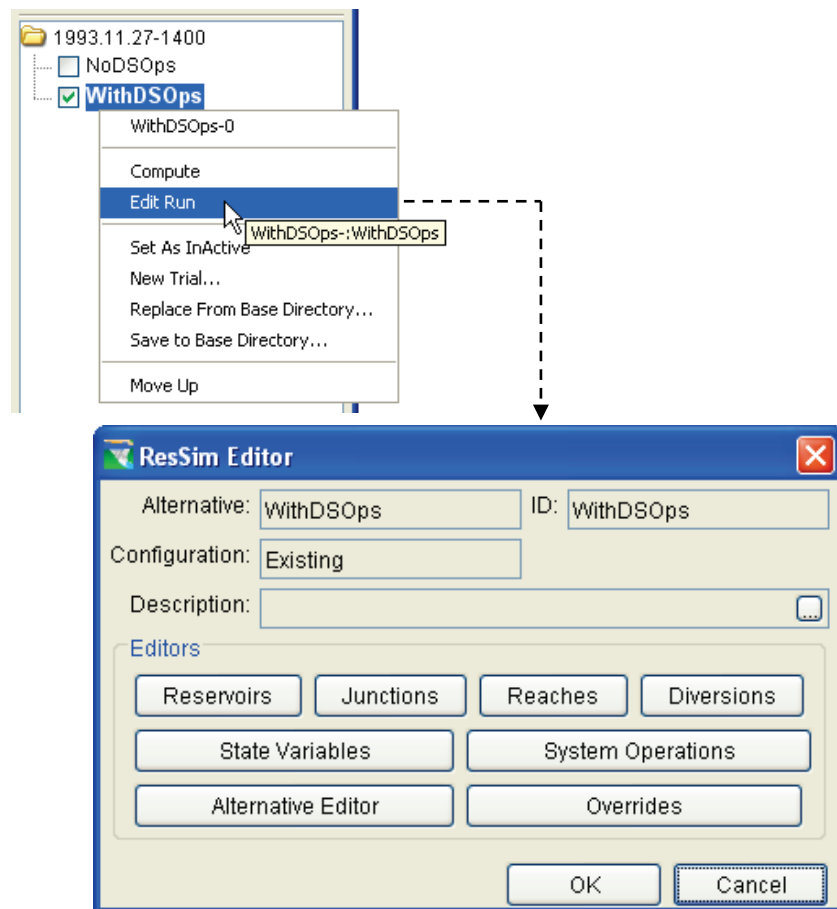 1993.11.27-1400
NoDSOps
WithDSOps
WithDSOps-0
Compute
Edit Run
WithDSOps-:WithDSOps
Set As InActive
New Trial...
Replace From Base Directory...
Save to Base Directory...
Move Up
ResSim Editor
Alternative: WithDSOps ID: WithDSOps
Configuration: Existing
Description: ...
Editors
Reservoirs Junctions Reaches Diversions
State Variables System Operations
Alternative Editor Overrides
OK Cancel